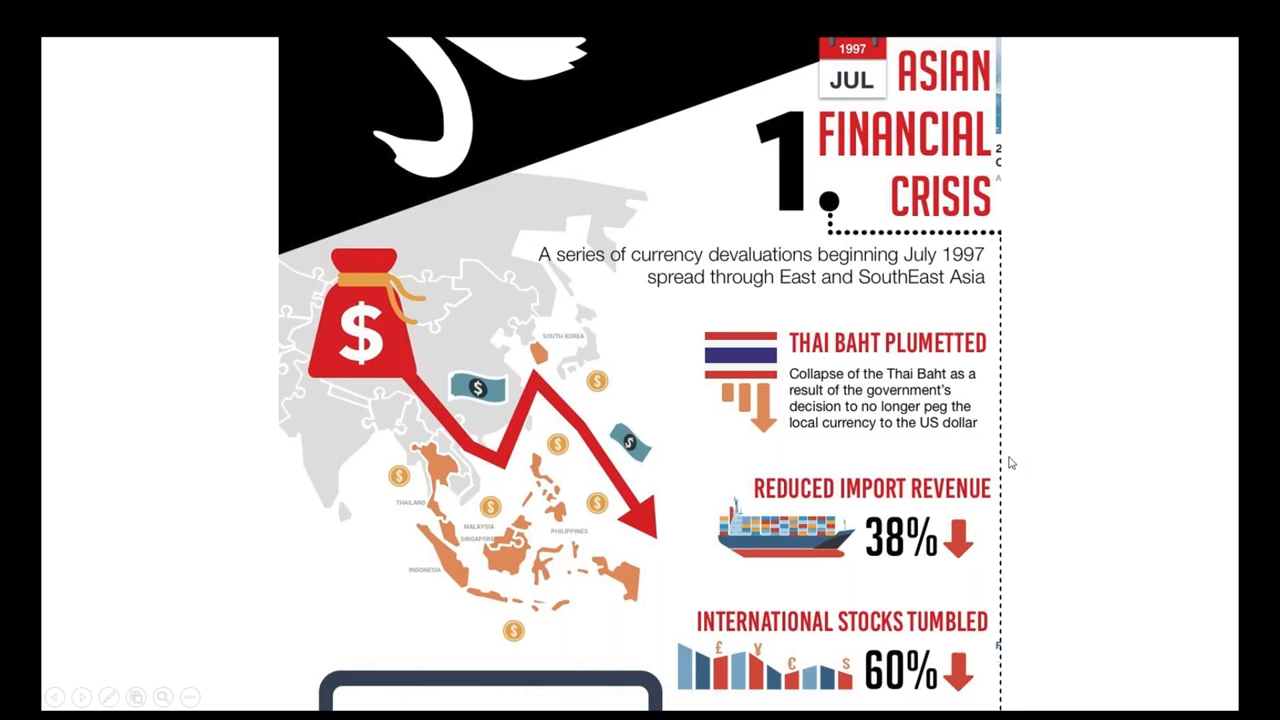 1997
JUL
ASIAN
1. FINANCIAL
CRISIS
A series of currency devaluations beginning July 1997
spread through East and SouthEast Asia
$
SOUTH KOREA
$
$
$
$
$
$
$
THAILAND
MALAYSIA
SINGAPORE
PHILIPPINES
INDONESIA
$
THAI BAHT PLUMETTED
Collapse of the Thai Baht as a
result of the government's
decision to no longer peg the
local currency to the US dollar
REDUCED IMPORT REVENUE
38%
INTERNATIONAL STOCKS TUMBLED
£ ¥ € $
60%